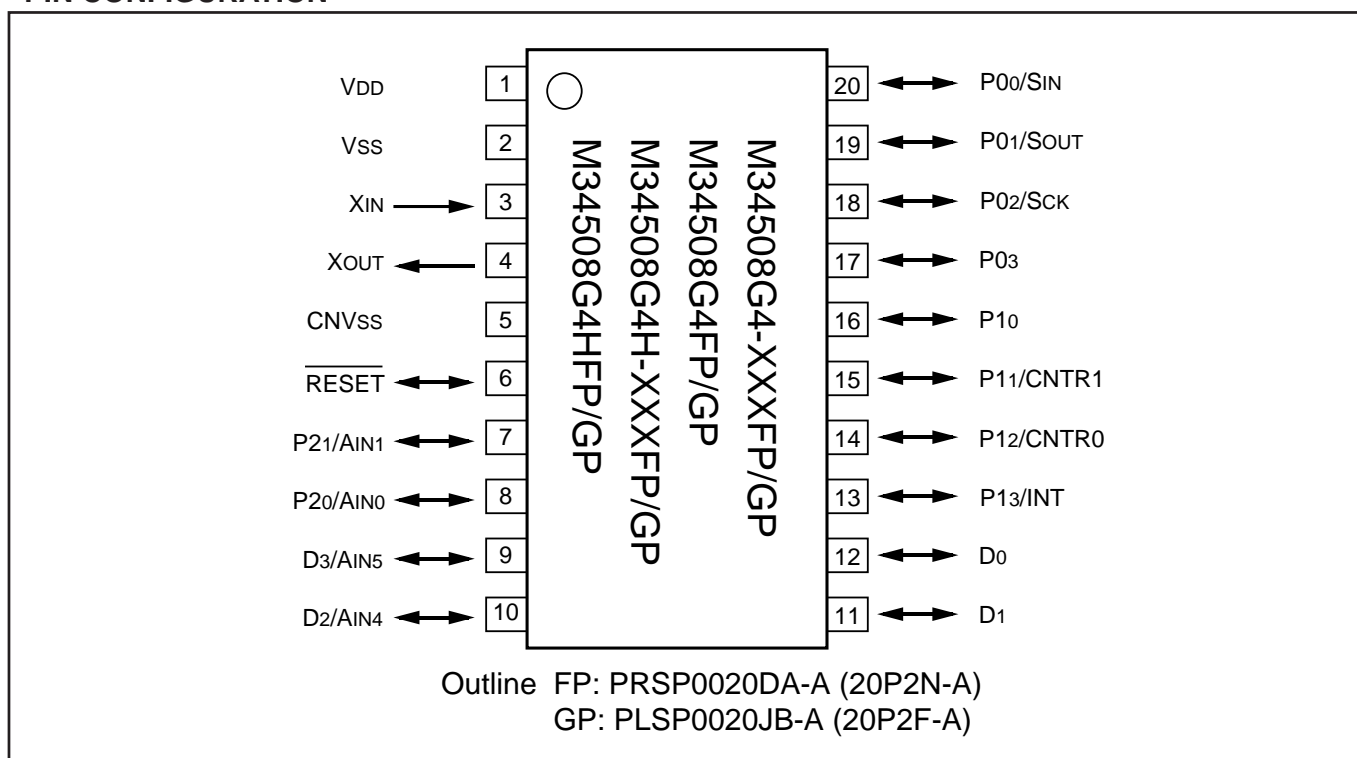 PIN CONFIGURATION
VDD 1 20 P00/SIN
VSS 2 19 P01/SOUT
XIN 3 18 P02/SCK
XOUT 4 17 P03
CNVSS 5 16 P10
RESET 6 15 P11/CNTR1
P21/AIN1 7 14 P12/CNTR0
P20/AIN0 8 13 P13/INT
D3/AIN5 9 12 D0
D2/AIN4 10 11 D1
M34508G4-XXXFP/GP
M34508G4FP/GP
M34508G4H-XXXFP/GP
M34508G4HFP/GP
Outline FP: PRSP0020DA-A (20P2N-A)
GP: PLSP0020JB-A (20P2F-A)